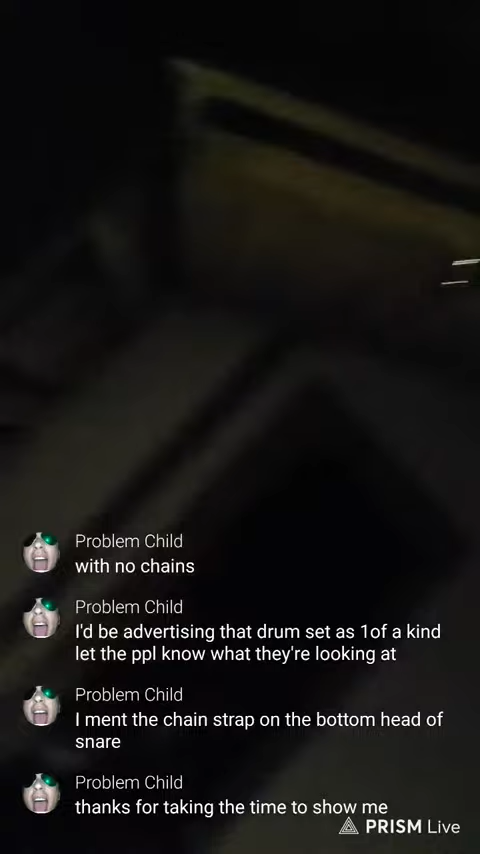 Problem Child
with no chains
Problem Child
I'd be advertising that drum set as 1of a kind
let the ppl know what they're looking at
Problem Child
I ment the chain strap on the bottom head of
snare
Problem Child
thanks for taking the time to show me
PRISM Live